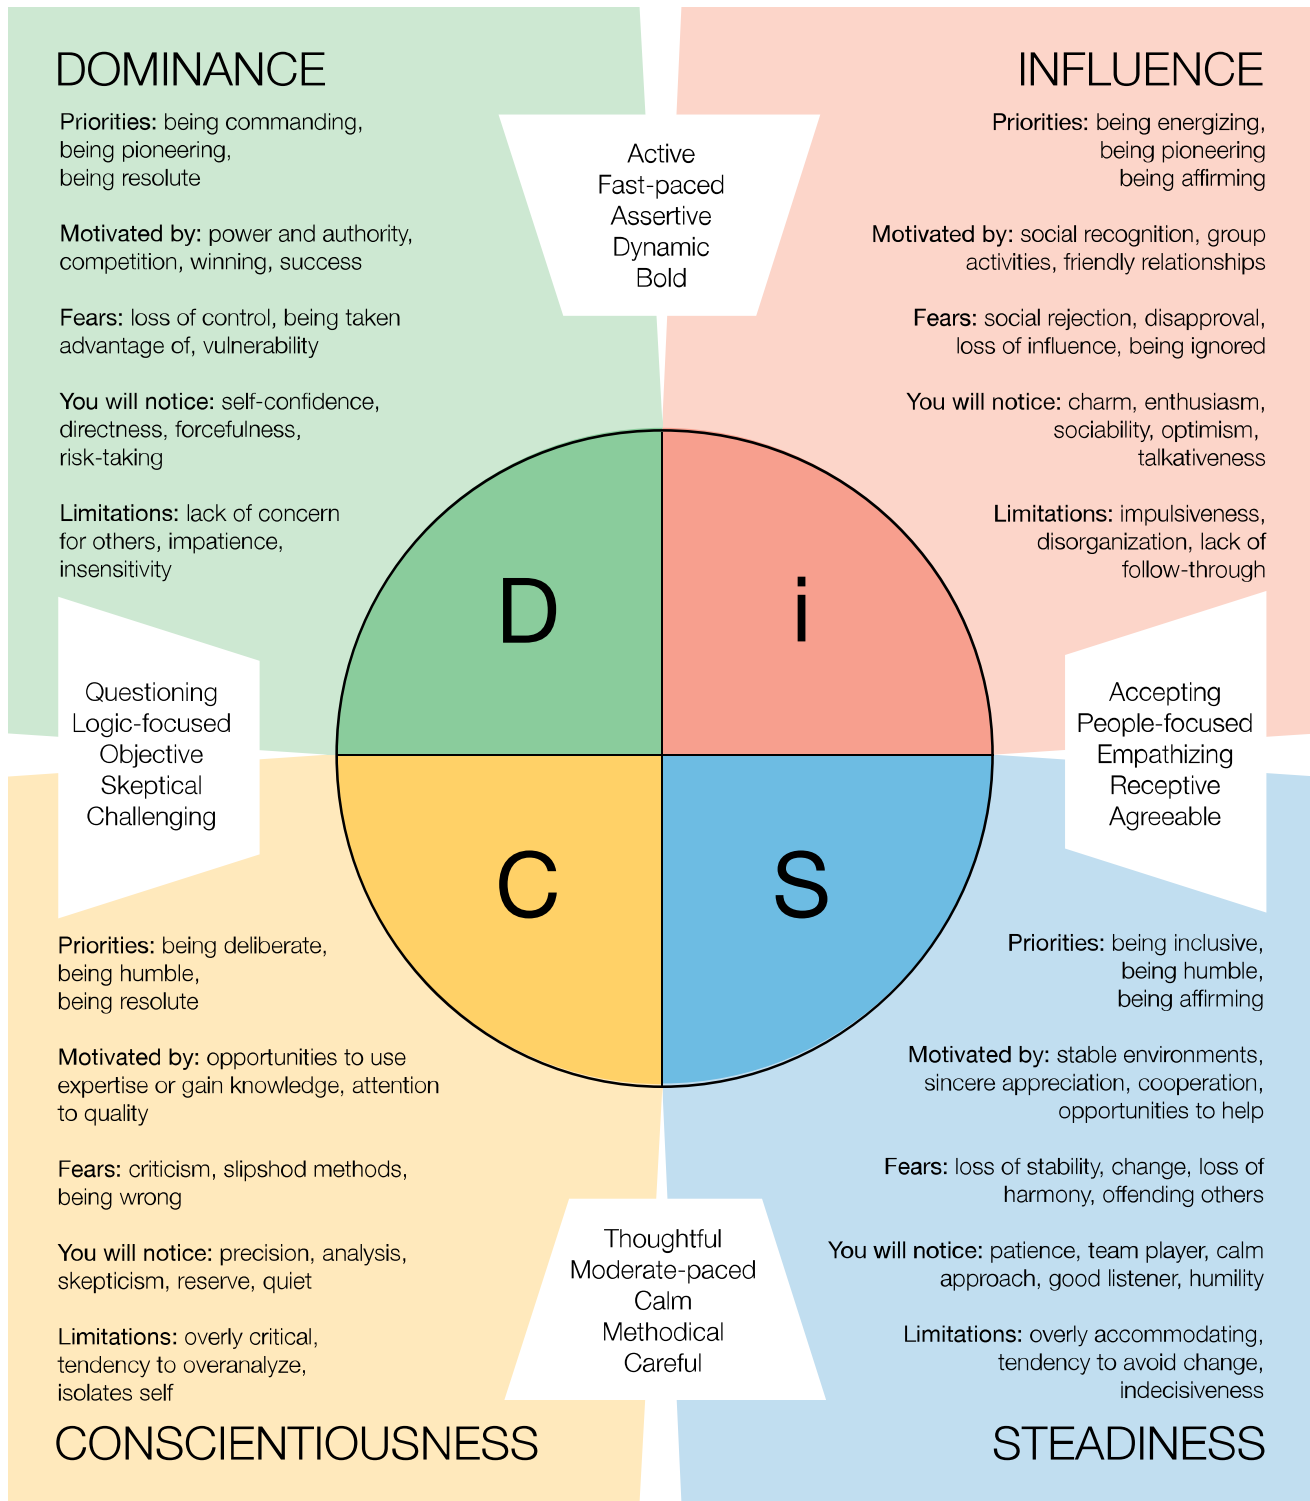 DOMINANCE
Priorities: being commanding,
being pioneering,
being resolute
Motivated by: power and authority,
competition, winning, success
Fears: loss of control, being taken
advantage of, vulnerability
You will notice: self-confidence,
directness, forcefulness,
risk-taking
Limitations: lack of concern
for others, impatience,
insensitivity
Active
Fast-paced
Assertive
Dynamic
Bold
INFLUENCE
Priorities: being energizing,
being pioneering
being affirming
Motivated by: social recognition, group
activities, friendly relationships
Fears: social rejection, disapproval,
loss of influence, being ignored
You will notice: charm, enthusiasm,
sociability, optimism,
talkativeness
Limitations: impulsiveness,
disorganization, lack of
follow-through
D
i
C
S
Questioning
Logic-focused
Objective
Skeptical
Challenging
Accepting
People-focused
Empathizing
Receptive
Agreeable
Priorities: being deliberate,
being humble,
being resolute
Motivated by: opportunities to use
expertise or gain knowledge, attention
to quality
Fears: criticism, slipshod methods,
being wrong
You will notice: precision, analysis,
skepticism, reserve, quiet
Limitations: overly critical,
tendency to overanalyze,
isolates self
CONSCIENTIOUSNESS
Thoughtful
Moderate-paced
Calm
Methodical
Careful
Priorities: being inclusive,
being humble,
being affirming
Motivated by: stable environments,
sincere appreciation, cooperation,
opportunities to help
Fears: loss of stability, change, loss of
harmony, offending others
You will notice: patience, team player, calm
approach, good listener, humility
Limitations: overly accommodating,
tendency to avoid change,
indecisiveness
STEADINESS